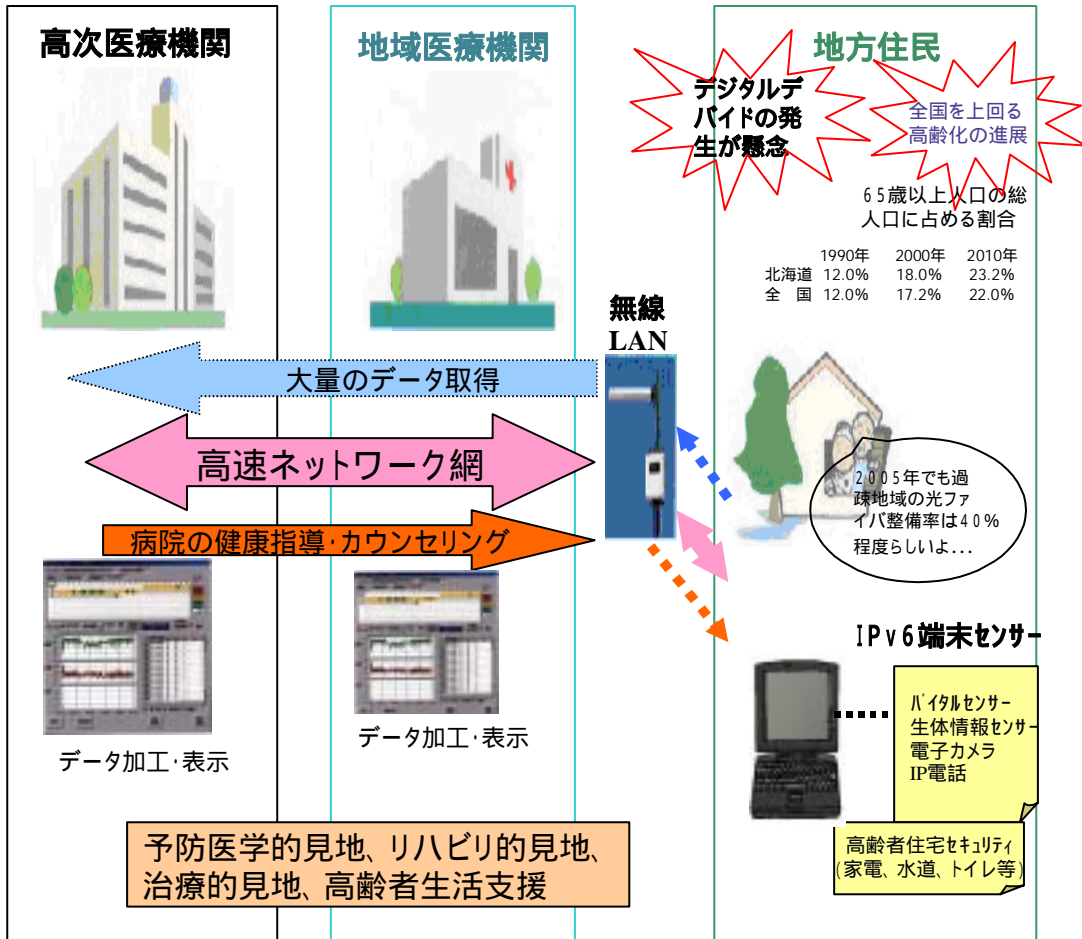 高次医療機関
地域医療機関
地方住民
デジタルデ
バイドの発
生が懸念
全国を上回る
高齢化の進展
65歳以上人口の総
人口に占める割合
1990年 2000年 2010年
北海道 12.0% 18.0% 23.2%
全 国 12.0% 17.2% 22.0%
無線
LAN
大量のデータ取得
高速ネットワーク網
病院の健康指導・カウンセリング
2005年でも過
疎地域の光ファ
イバ整備率は40%
程度らしいよ...
データ加工・表示
データ加工・表示
IPv6端末センサー
バイタルセンサー
生体情報センサー
電子カメラ
IP電話
高齢者住宅セキュリティ
(家電、水道、トイレ等)
予防医学的見地、リハビリ的見地、
治療的見地、高齢者生活支援